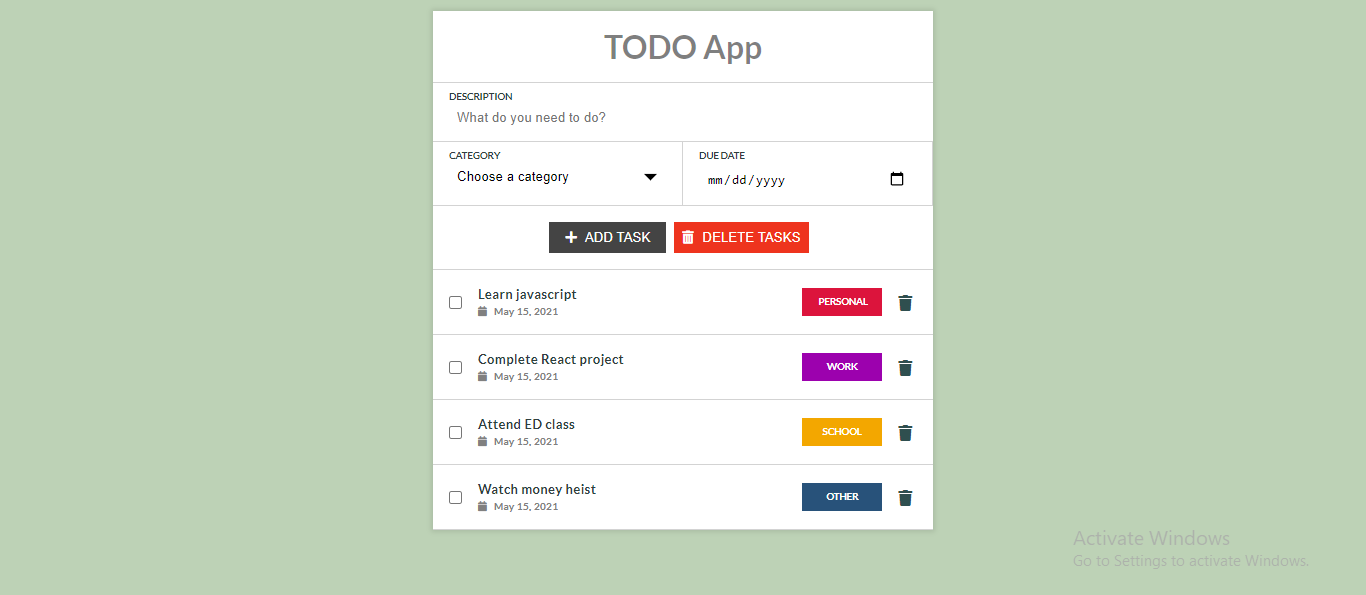 TODO App
DESCRIPTION
What do you need to do?
CATEGORY
Choose a category
DUE DATE
mm/dd/yyyy
ADD TASK
DELETE TASKS
Learn javascript
May 15, 2021
PERSONAL
Complete React project
May 15, 2021
WORK
Attend ED class
May 15, 2021
SCHOOL
Watch money heist
May 15, 2021
OTHER
Activate Windows
Go to Settings to activate Windows.